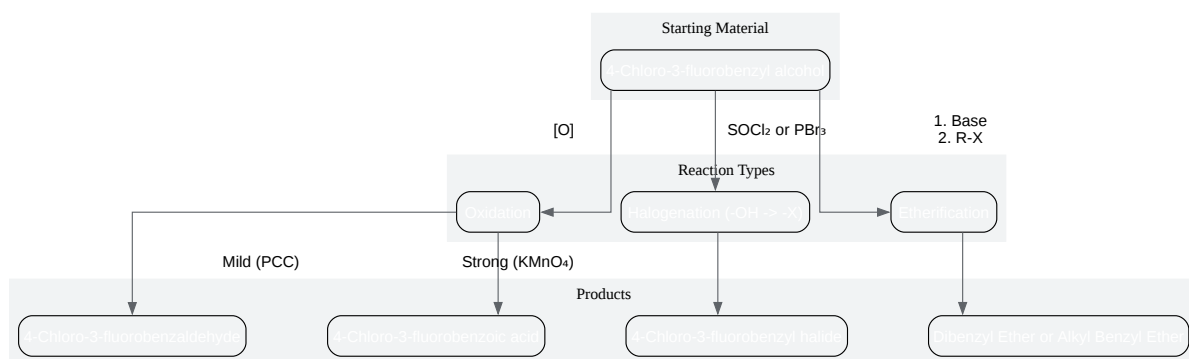 Starting Material
4-Chloro-3-fluorobenzyl alcohol
[O]
SOCl₂ or PBr₃
1. Base
2. R-X
Reaction Types
Oxidation
Halogenation (-OH -> -X)
Etherification
Mild (PCC)
Strong (KMnO₄)
Products
4-Chloro-3-fluorobenzaldehyde
4-Chloro-3-fluorobenzoic acid
4-Chloro-3-fluorobenzyl halide
Dibenzyl Ether or Alkyl Benzyl Ether